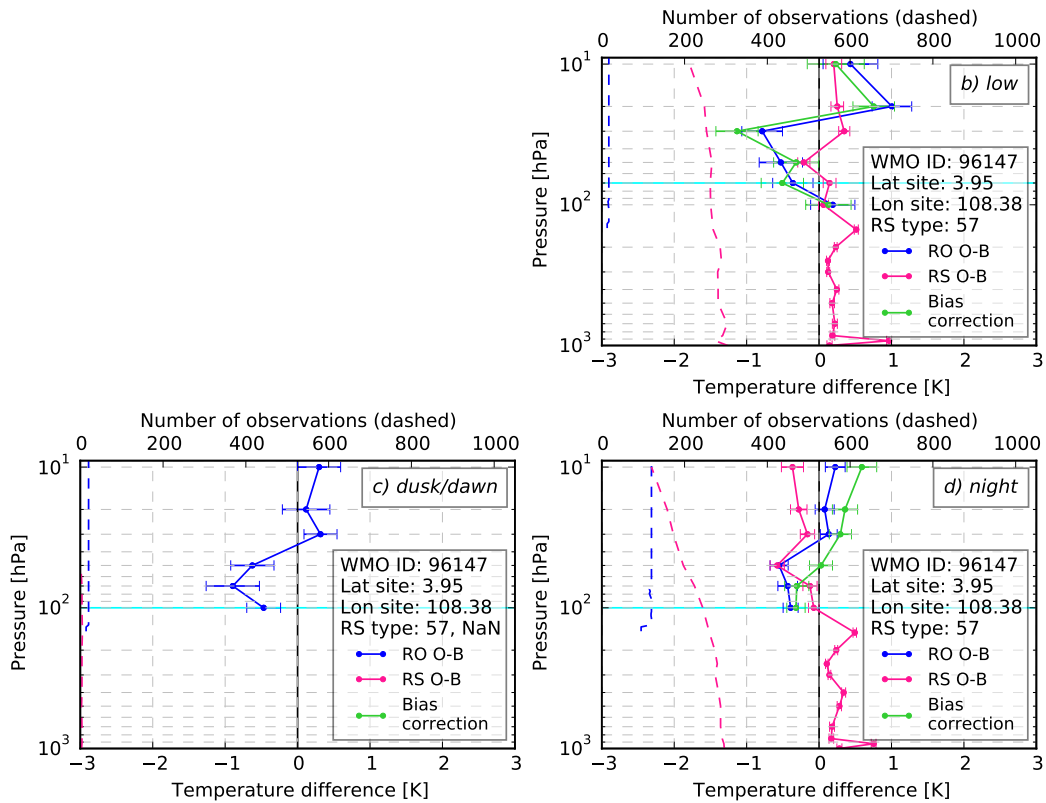 Number of observations (dashed)
0 200 400 600 800 1000
b) low
10¹
10²
10³
Pressure [hPa]
WMO ID: 96147
Lat site: 3.95
Lon site: 108.38
RS type: 57
RO O-B
RS O-B
Bias
correction
−3 −2 −1 0 1 2 3
Temperature difference [K]
Number of observations (dashed)
0 200 400 600 800 1000
c) dusk/dawn
10¹
10²
10³
Pressure [hPa]
WMO ID: 96147
Lat site: 3.95
Lon site: 108.38
RS type: 57, NaN
RO O-B
RS O-B
Bias
correction
−3 −2 −1 0 1 2 3
Temperature difference [K]
Number of observations (dashed)
0 200 400 600 800 1000
d) night
10¹
10²
10³
Pressure [hPa]
WMO ID: 96147
Lat site: 3.95
Lon site: 108.38
RS type: 57
RO O-B
RS O-B
Bias
correction
−3 −2 −1 0 1 2 3
Temperature difference [K]